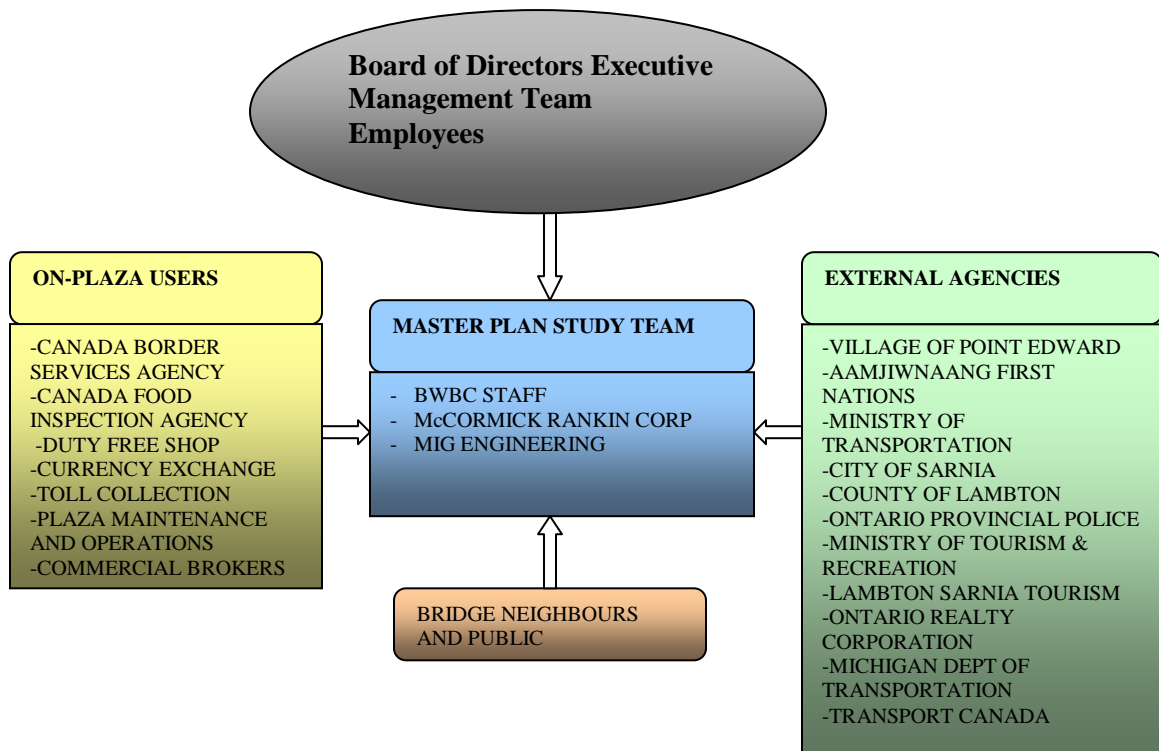 Board of Directors Executive
Management Team
Employees
ON-PLAZA USERS
-CANADA BORDER
SERVICES AGENCY
-CANADA FOOD
INSPECTION AGENCY
-DUTY FREE SHOP
-CURRENCY EXCHANGE
-TOLL COLLECTION
-PLAZA MAINTENANCE
AND OPERATIONS
-COMMERCIAL BROKERS
MASTER PLAN STUDY TEAM
- BWBC STAFF
- McCORMICK RANKIN CORP
- MIG ENGINEERING
BRIDGE NEIGHBOURS
AND PUBLIC
EXTERNAL AGENCIES
-VILLAGE OF POINT EDWARD
-AAMJIWNAANG FIRST
NATIONS
-MINISTRY OF
TRANSPORTATION
-CITY OF SARNIA
-COUNTY OF LAMBTON
-ONTARIO PROVINCIAL POLICE
-MINISTRY OF TOURISM &
RECREATION
-LAMBTON SARNIA TOURISM
-ONTARIO REALTY
CORPORATION
-MICHIGAN DEPT OF
TRANSPORTATION
-TRANSPORT CANADA